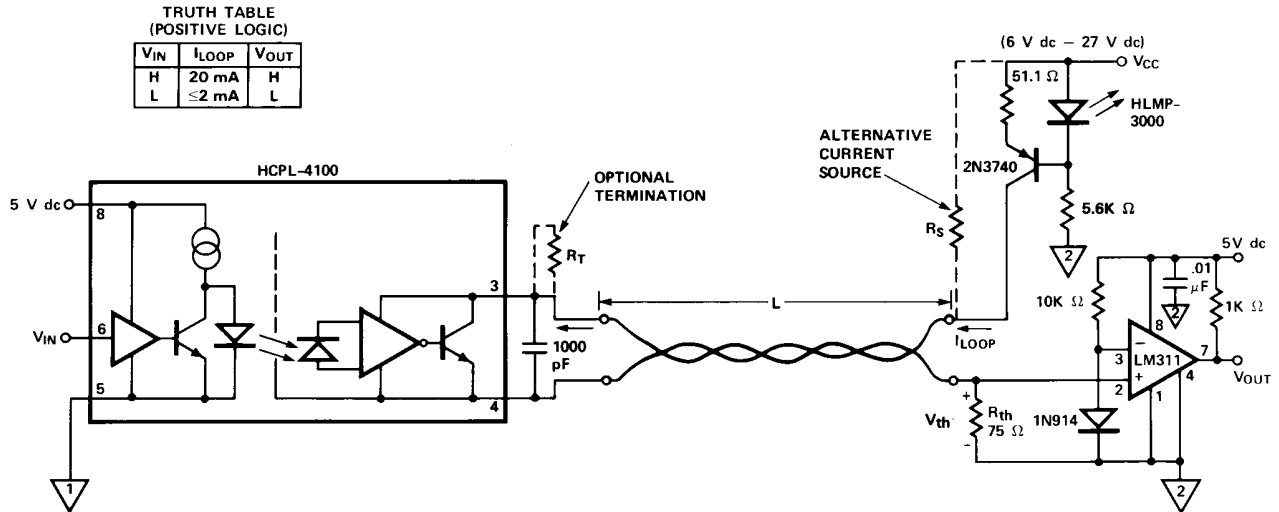 TRUTH TABLE
(POSITIVE LOGIC)
VIN ILOOP VOUT
H 20 mA H
L ≤2 mA L
(6 V dc – 27 V dc)
VCC
51.1 Ω
HLMP-
3000
ALTERNATIVE
CURRENT
SOURCE
2N3740
HCPL-4100
OPTIONAL
TERMINATION
5 V dc
8
RT
RS
5.6K Ω
2
5V dc
3
L
10K Ω
.01
μF
2
1K Ω
VIN
6
1000
pF
ILOOP
8
–
3
LM311
7
+
2
4
1
VOUT
5
4
+
Vth
–
Rth
75 Ω
1N914
1
2